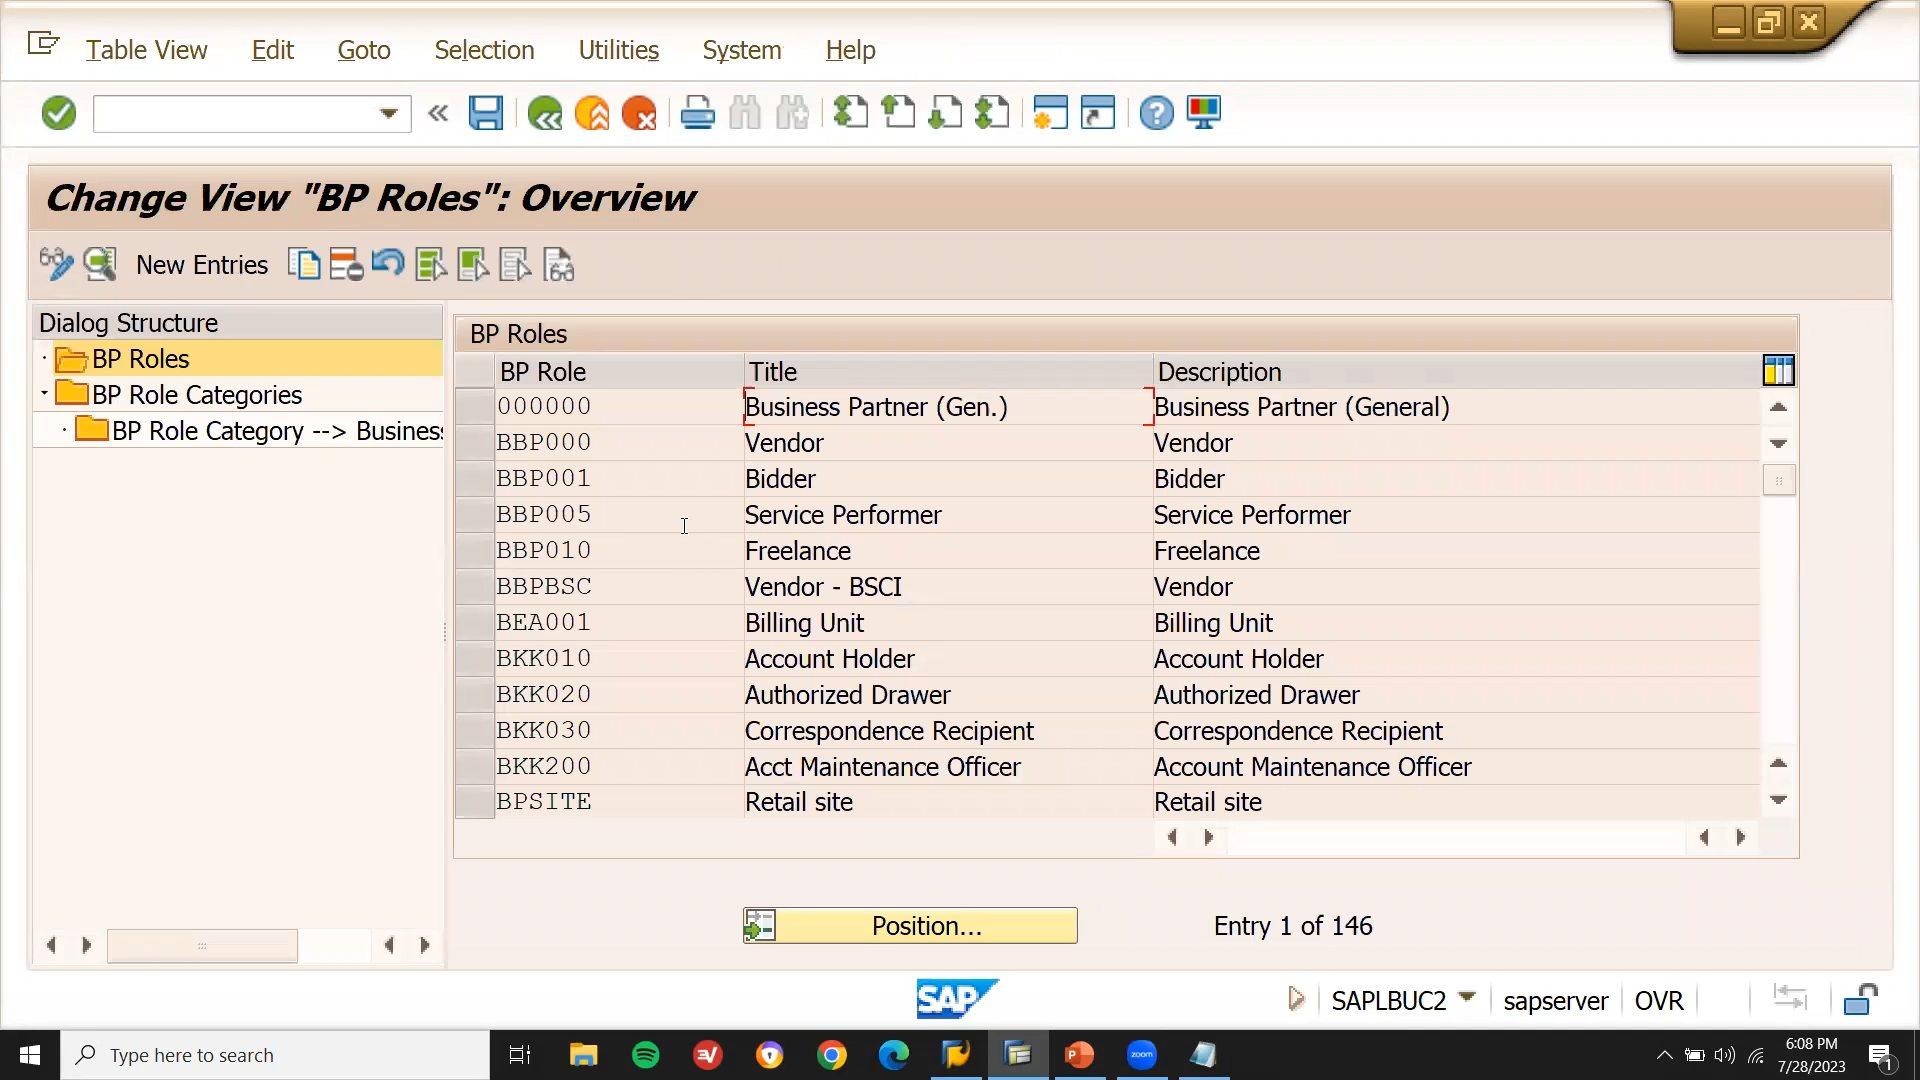 Table View Edit Goto Selection Utilities System Help
Change View "BP Roles": Overview
New Entries
Dialog Structure
BP Roles
BP Role Categories
BP Role Category --> Business
BP Roles
BP Role Title Description
000000 Business Partner (Gen.) Business Partner (General)
BBP000 Vendor Vendor
BBP001 Bidder Bidder
BBP005 Service Performer Service Performer
BBP010 Freelance Freelance
BBPBSC Vendor - BSCI Vendor
BEA001 Billing Unit Billing Unit
BKK010 Account Holder Account Holder
BKK020 Authorized Drawer Authorized Drawer
BKK030 Correspondence Recipient Correspondence Recipient
BKK200 Acct Maintenance Officer Account Maintenance Officer
BPSITE Retail site Retail site
Position... Entry 1 of 146
SAP SAPLBUC2 sapserver OVR
Type here to search
zoom
6:08 PM
7/28/2023
1